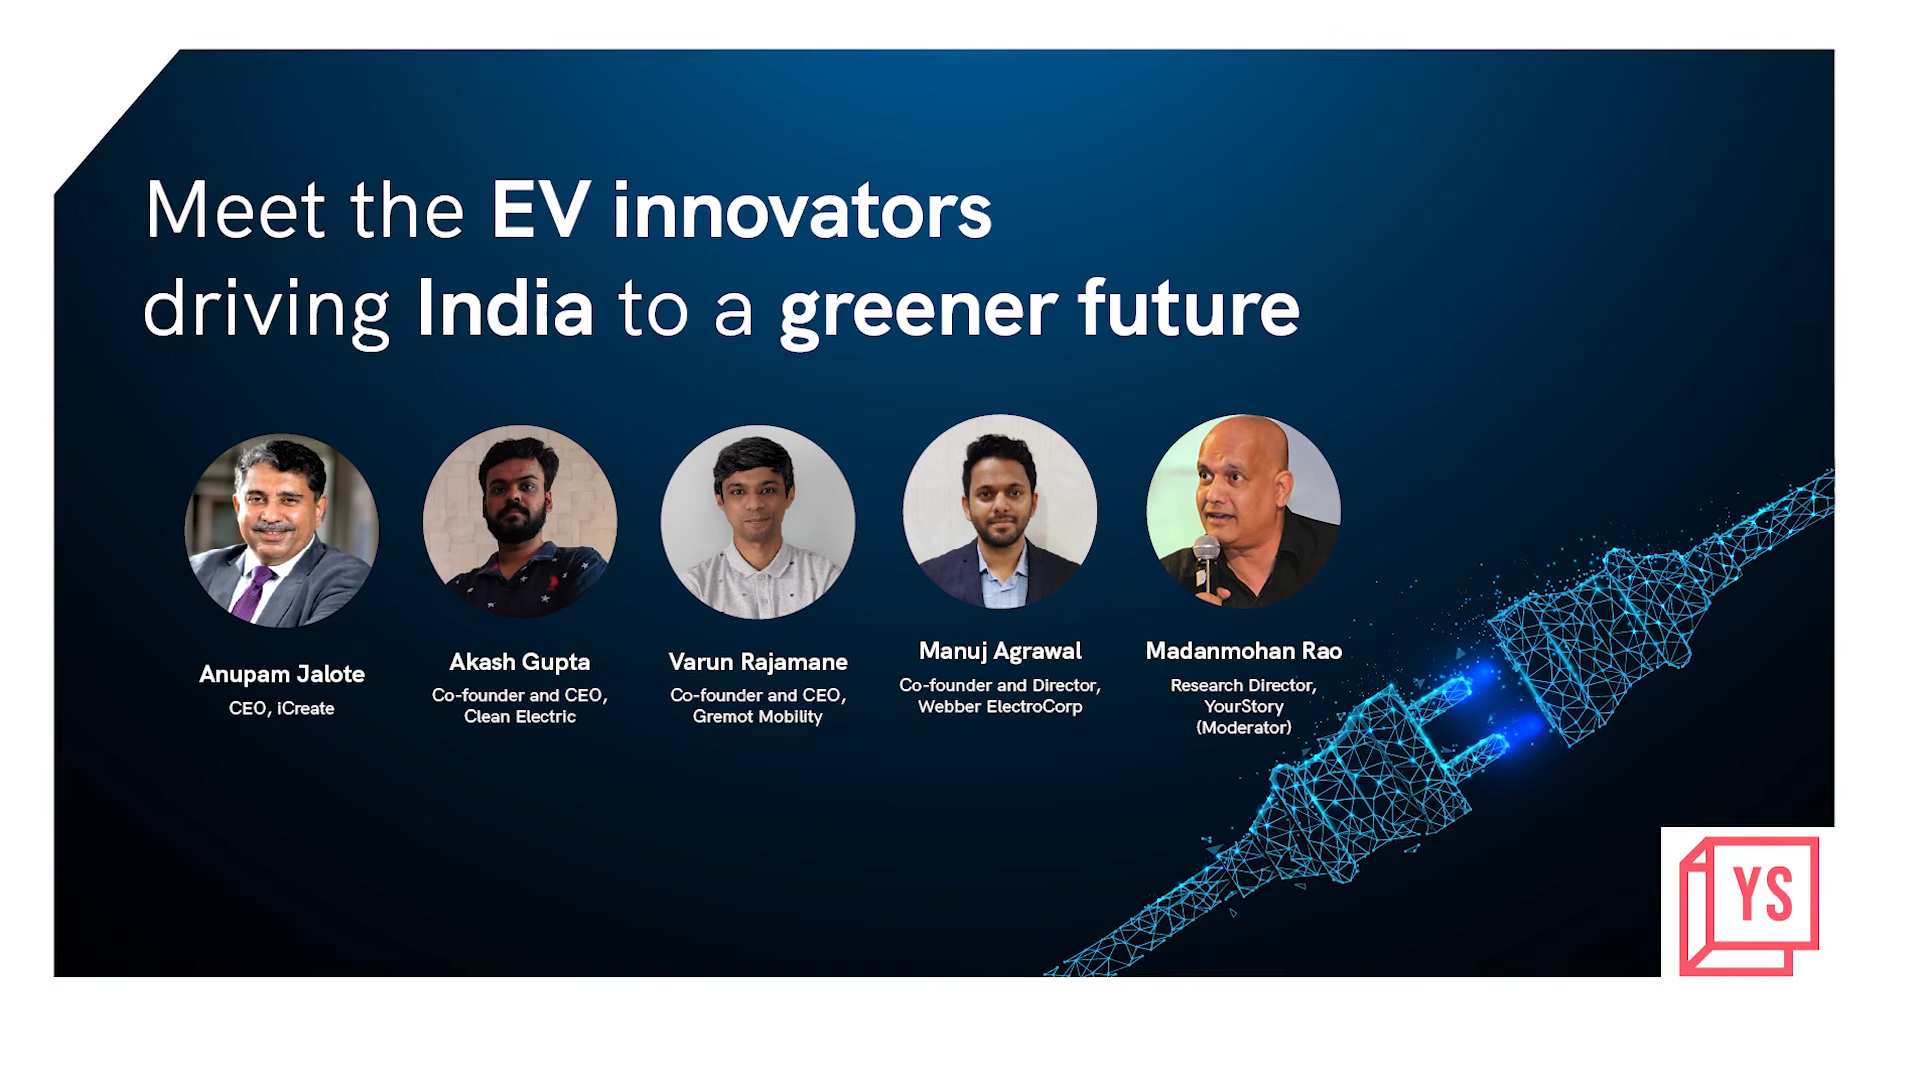 Meet the EV innovators
driving India to a greener future
Anupam Jalote
CEO, iCreate
Akash Gupta
Co-founder and CEO,
Clean Electric
Varun Rajamane
Co-founder and CEO,
Gremot Mobility
Manuj Agrawal
Co-founder and Director,
Webber ElectroCorp
Madanmohan Rao
Research Director,
YourStory
(Moderator)
YS